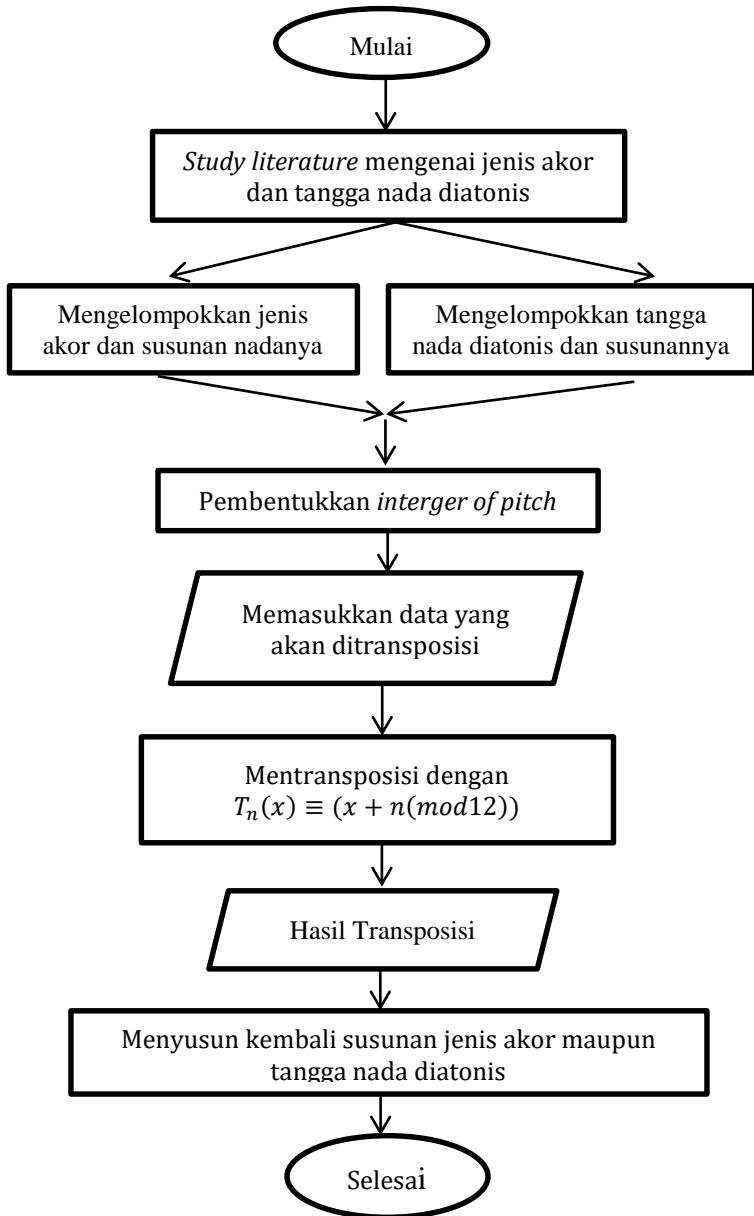 Mulai
Study literature mengenai jenis akor
dan tangga nada diatonis
Mengelompokkan jenis
akor dan susunan nadanya
Mengelompokkan tangga
nada diatonis dan susunannya
Pembentukkan interger of pitch
Memasukkan data yang
akan ditransposisi
Mentransposisi dengan
𝑇ₙ(𝑥) ≡ (𝑥 + 𝑛(𝑚𝑜𝑑12))
Hasil Transposisi
Menyusun kembali susunan jenis akor maupun
tangga nada diatonis
Selesai